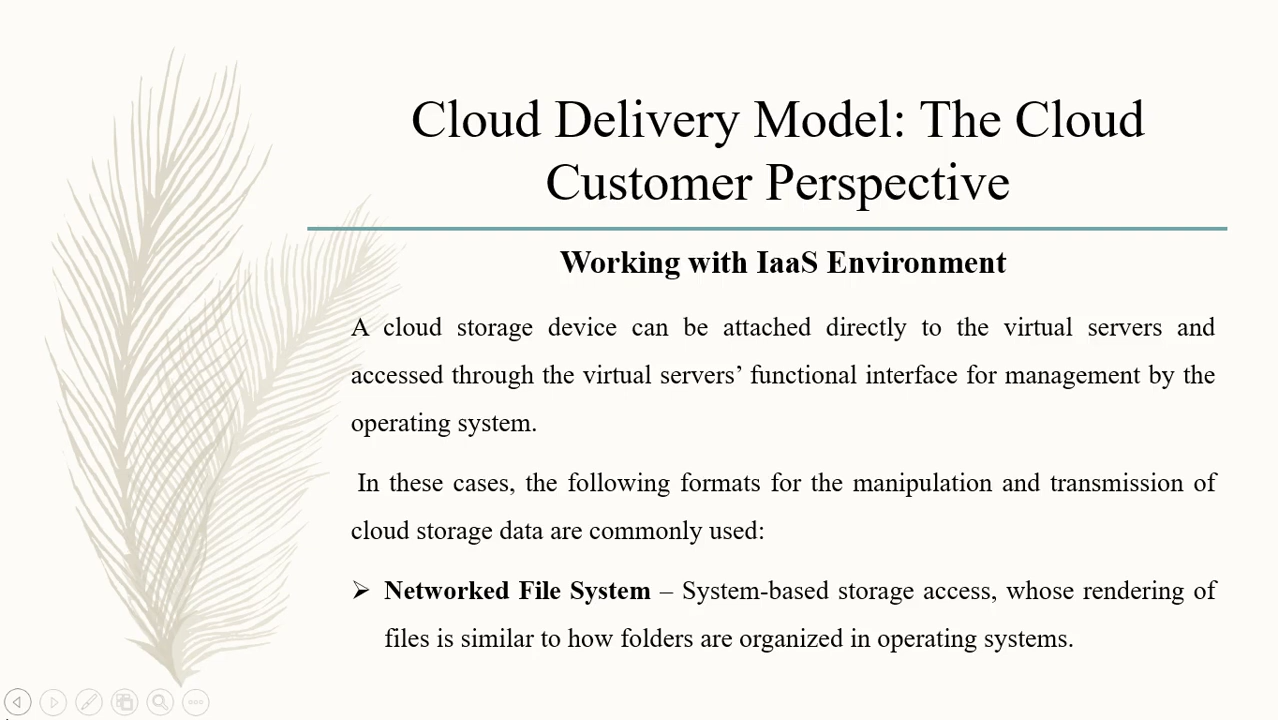 Cloud Delivery Model: The Cloud
Customer Perspective
Working with IaaS Environment
A cloud storage device can be attached directly to the virtual servers and
accessed through the virtual servers’ functional interface for management by the
operating system.
In these cases, the following formats for the manipulation and transmission of
cloud storage data are commonly used:
➢ Networked File System – System-based storage access, whose rendering of
files is similar to how folders are organized in operating systems.